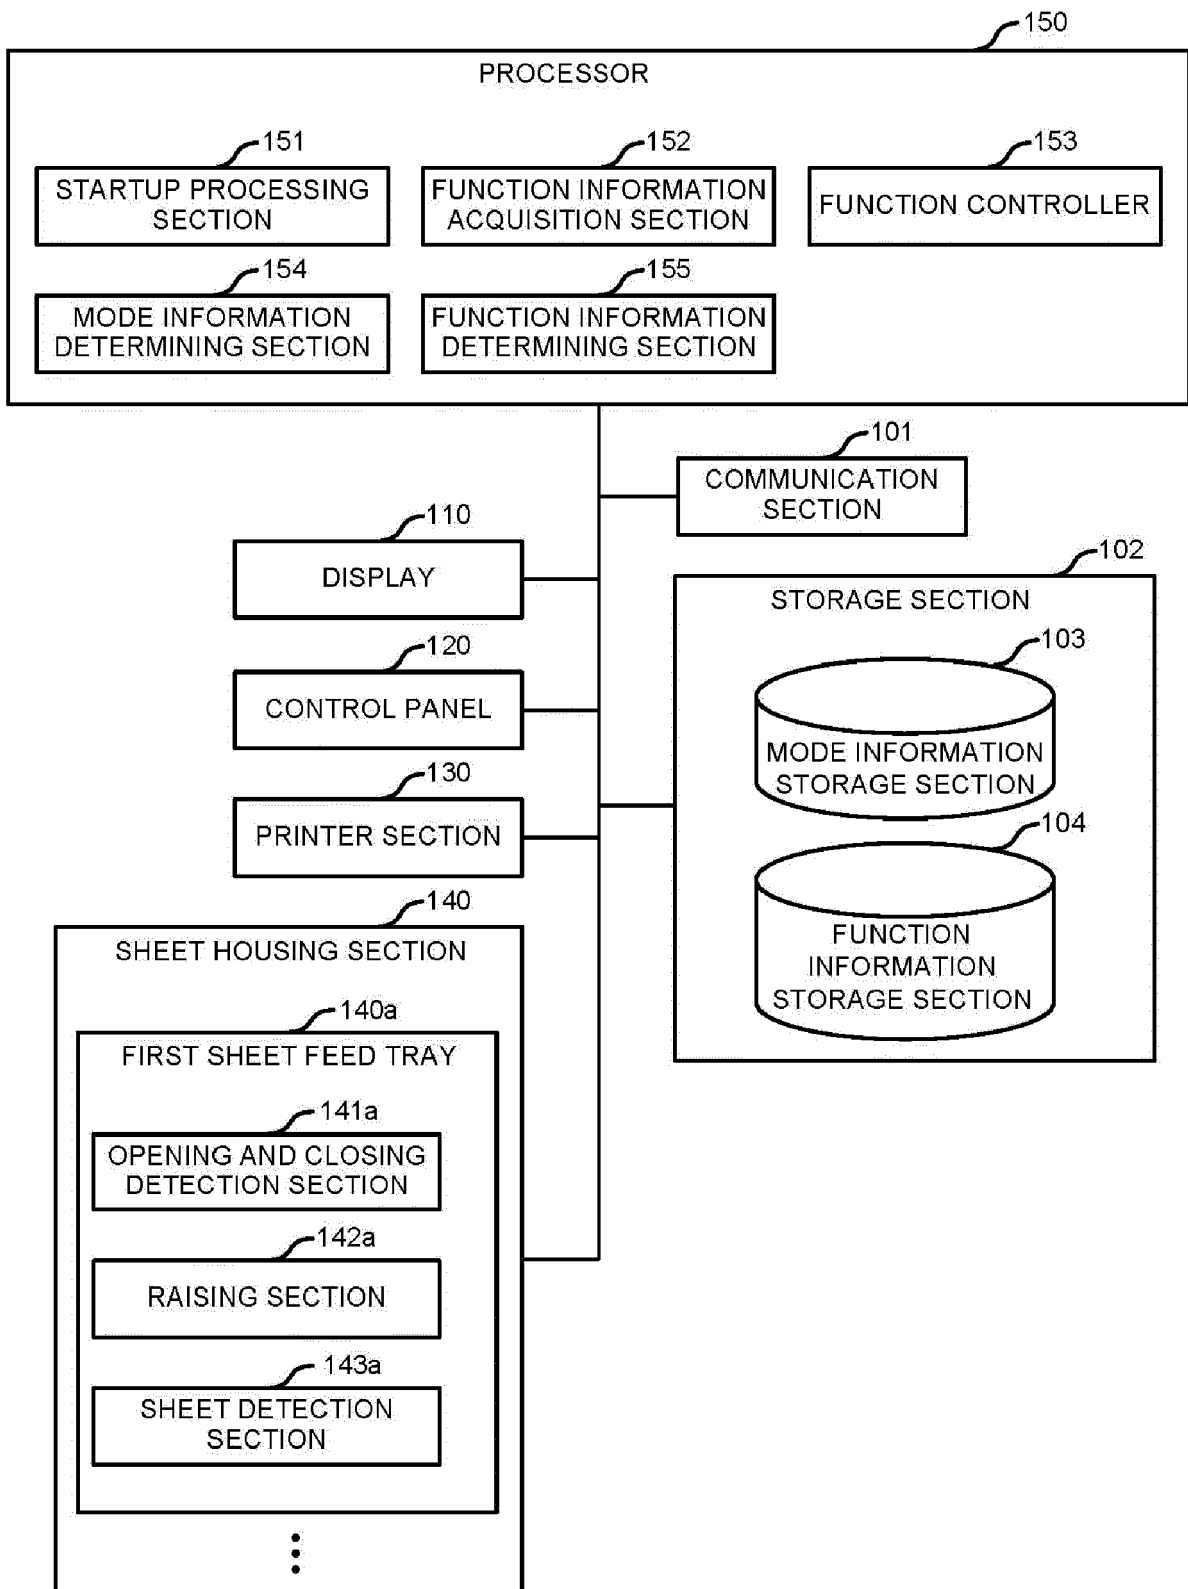 150
PROCESSOR
151
STARTUP PROCESSING
SECTION
152
FUNCTION INFORMATION
ACQUISITION SECTION
153
FUNCTION CONTROLLER
154
MODE INFORMATION
DETERMINING SECTION
155
FUNCTION INFORMATION
DETERMINING SECTION
101
COMMUNICATION
SECTION
110
DISPLAY
102
STORAGE SECTION
103
MODE INFORMATION
STORAGE SECTION
104
FUNCTION
INFORMATION
STORAGE SECTION
120
CONTROL PANEL
130
PRINTER SECTION
140
SHEET HOUSING SECTION
140a
FIRST SHEET FEED TRAY
141a
OPENING AND CLOSING
DETECTION SECTION
142a
RAISING SECTION
143a
SHEET DETECTION
SECTION